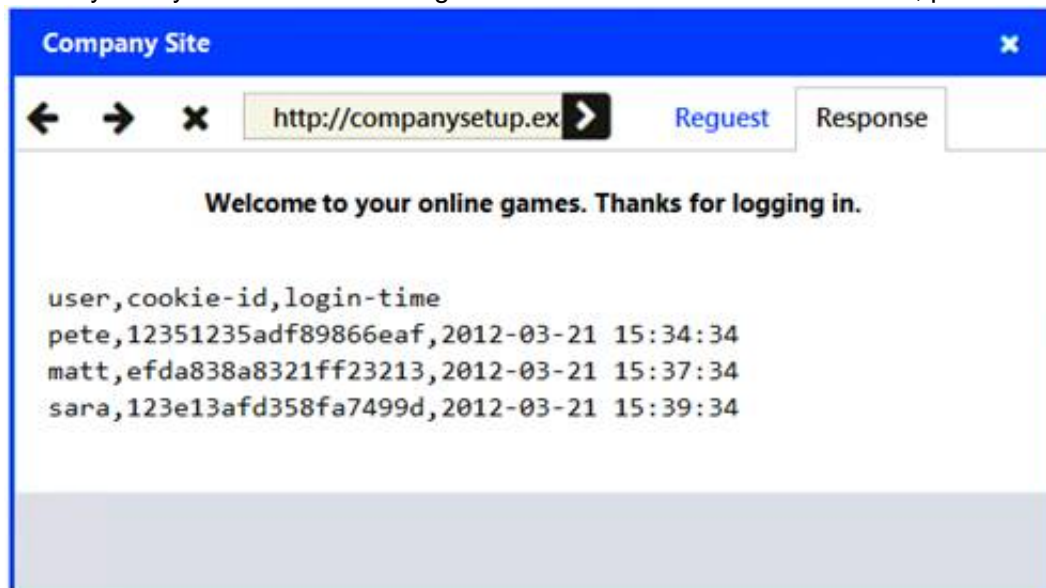 Company Site
http://companysetup.ex
Reguest
Response
Welcome to your online games. Thanks for logging in.
user,cookie-id,login-time
pete,12351235adf89866eaf,2012-03-21 15:34:34
matt,efda838a8321ff23213,2012-03-21 15:37:34
sara,123e13afd358fa7499d,2012-03-21 15:39:34